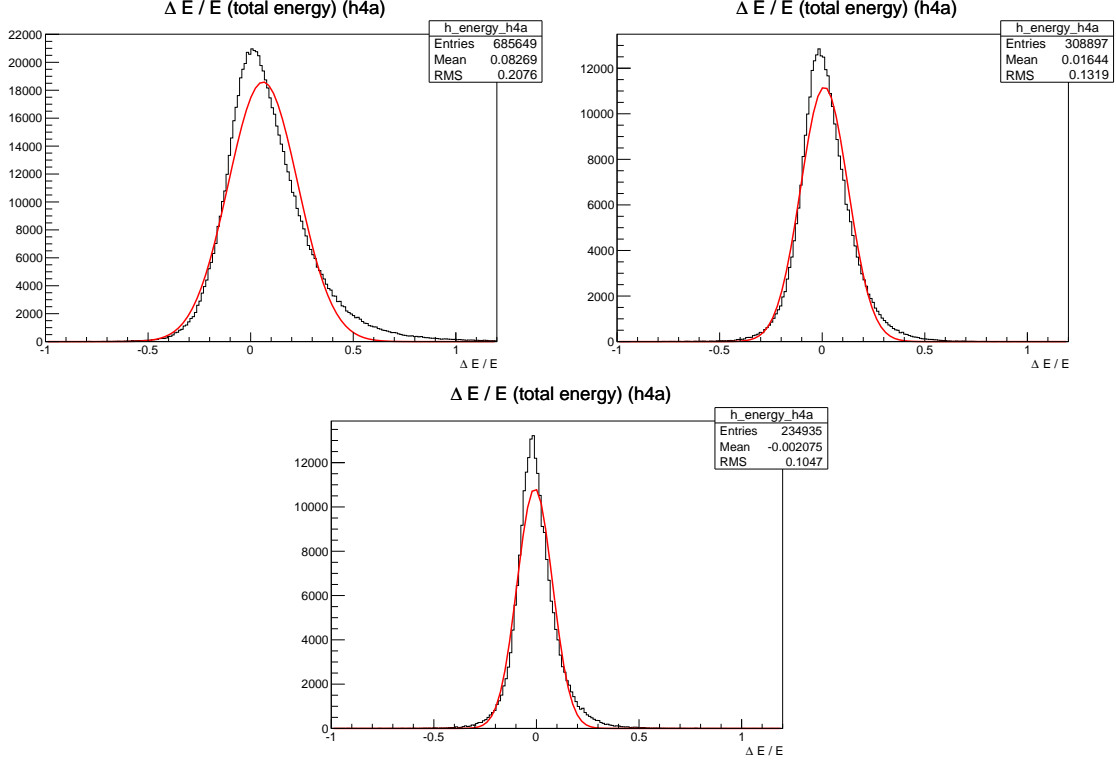 Δ E / E (total energy) (h4a)
h_energy_h4a
Entries 685649
Mean 0.08269
RMS 0.2076
22000
20000
18000
16000
14000
12000
10000
8000
6000
4000
2000
0
-1 -0.5 0 0.5 1
Δ E / E
Δ E / E (total energy) (h4a)
h_energy_h4a
Entries 308897
Mean 0.01644
RMS 0.1319
12000
10000
8000
6000
4000
2000
0
-1 -0.5 0 0.5 1
Δ E / E
Δ E / E (total energy) (h4a)
h_energy_h4a
Entries 234935
Mean -0.002075
RMS 0.1047
12000
10000
8000
6000
4000
2000
0
-1 -0.5 0 0.5 1
Δ E / E